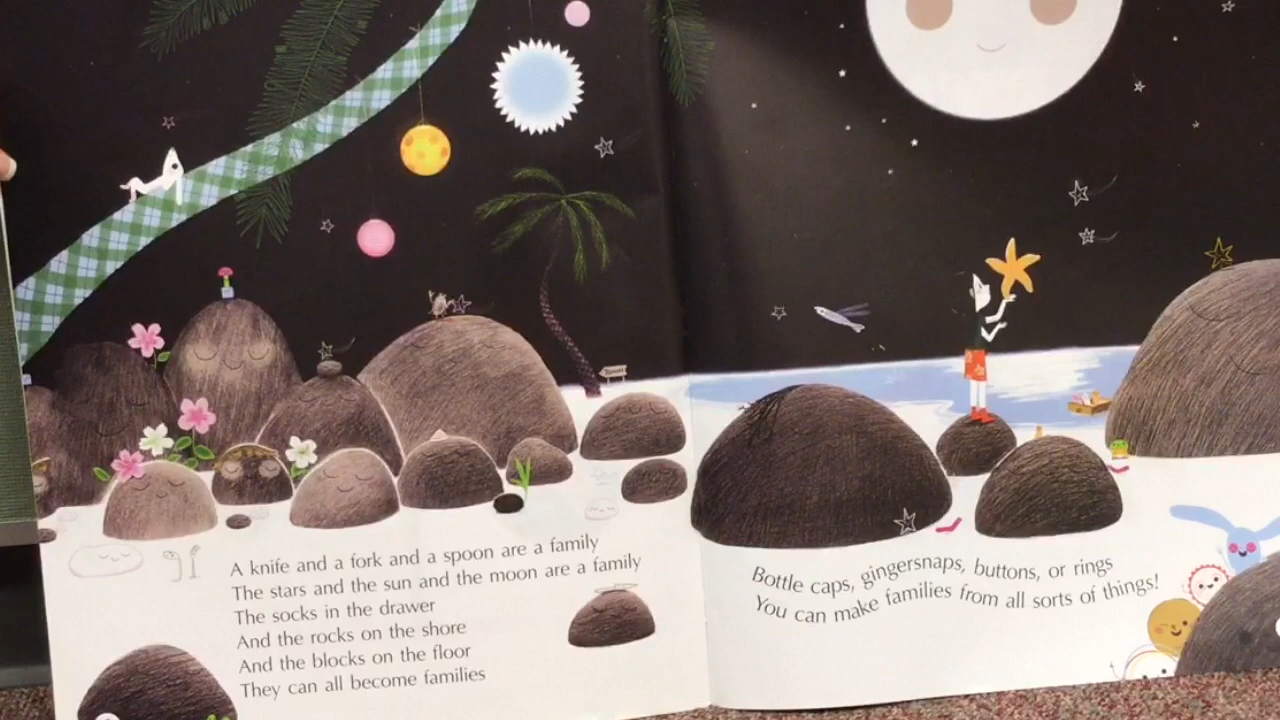 A knife and a fork and a spoon are a family
The stars and the sun and the moon are a family
The socks in the drawer
And the rocks on the shore
And the blocks on the floor
They can all become families
Bottle caps, gingersnaps, buttons, or rings
You can make families from all sorts of things!